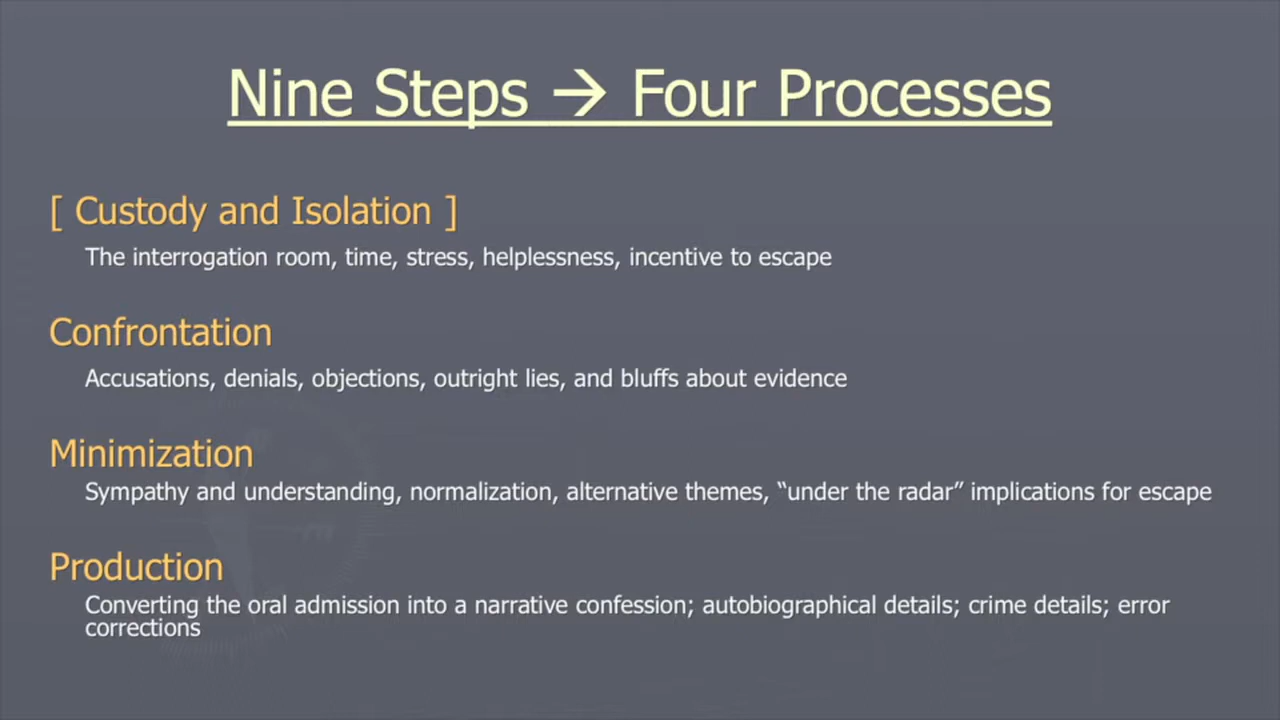 Nine Steps → Four Processes
[ Custody and Isolation ]
The interrogation room, time, stress, helplessness, incentive to escape
Confrontation
Accusations, denials, objections, outright lies, and bluffs about evidence
Minimization
Sympathy and understanding, normalization, alternative themes, “under the radar” implications for escape
Production
Converting the oral admission into a narrative confession; autobiographical details; crime details; error
corrections